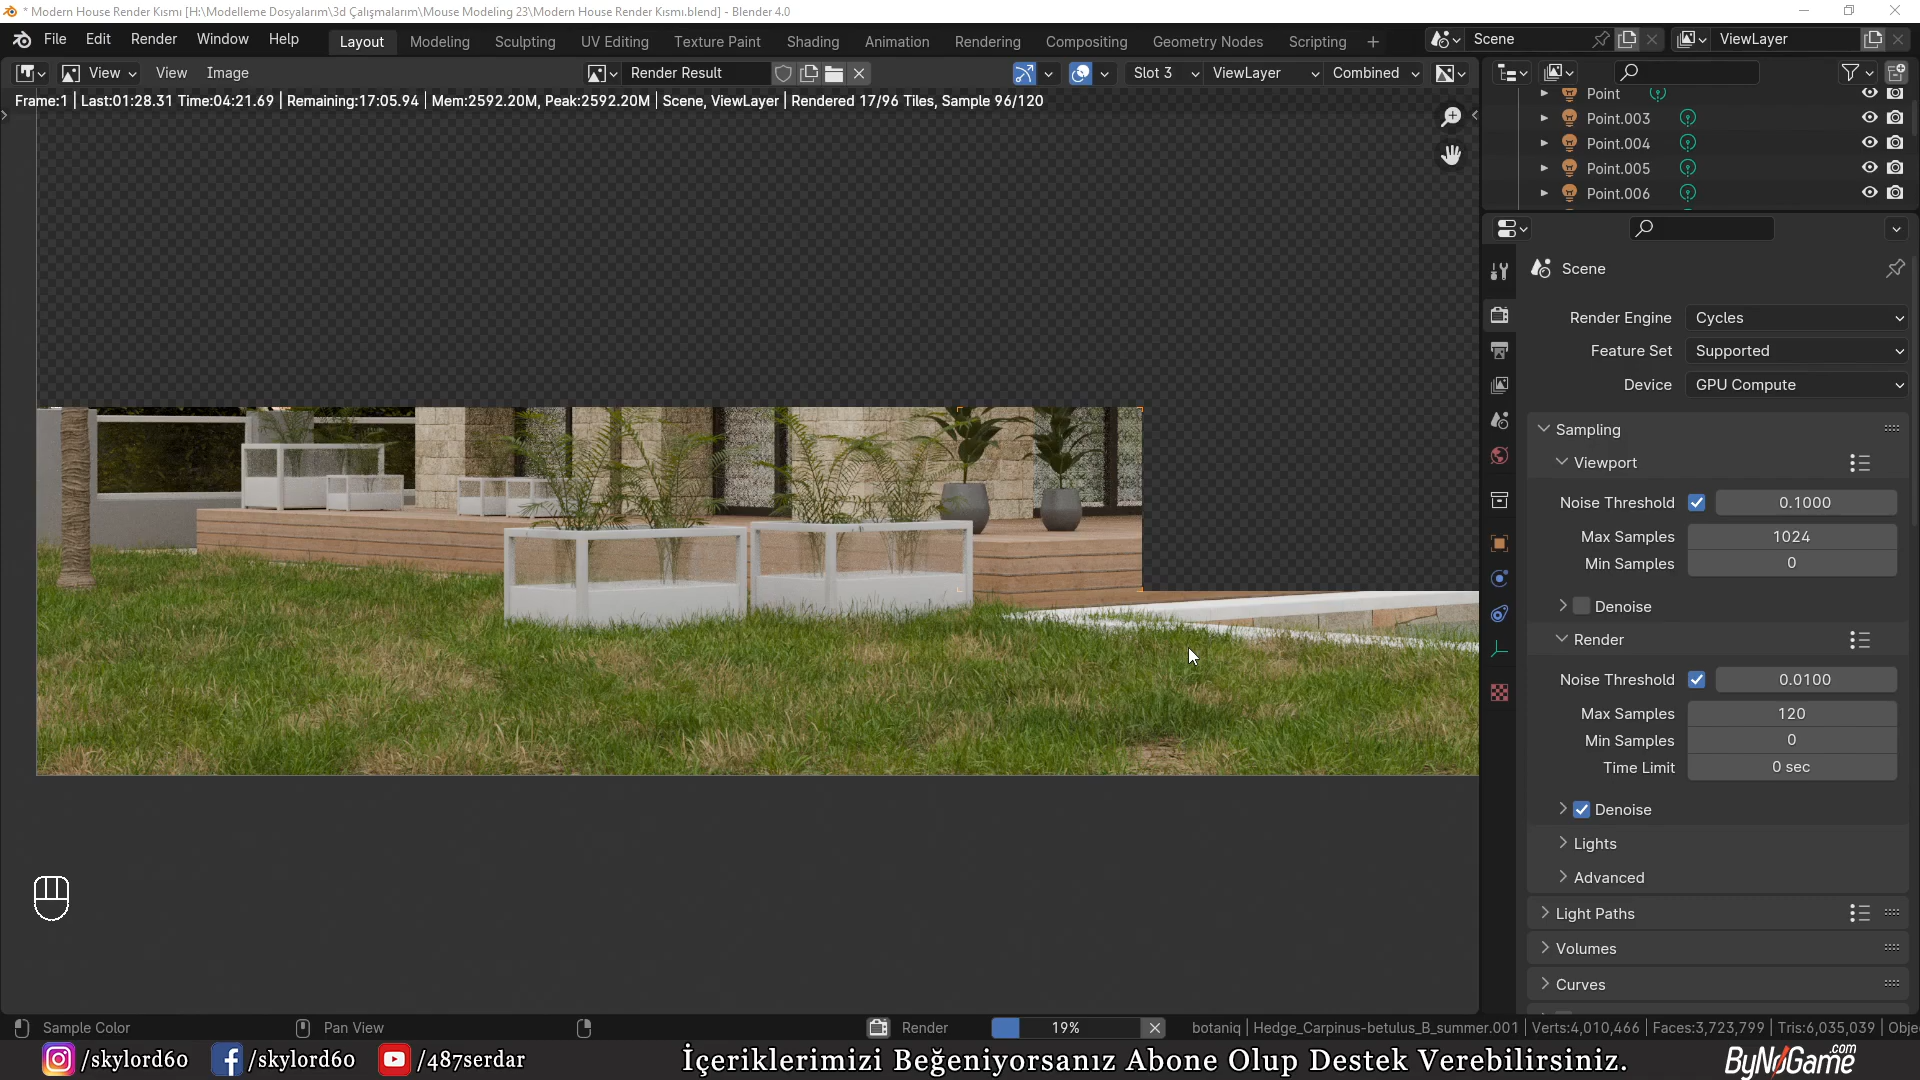 * Modern House Render Kısmı [H:\Modelleme Dosyalarım\3d Çalışmalarım\Mouse Modeling 23\Modern House Render Kısmı.blend] - Blender 4.0
File Edit Render Window Help Layout Modeling Sculpting UV Editing Texture Paint Shading Animation Rendering Compositing Geometry Nodes Scripting + Scene ViewLayer
View View Image Render Result Slot 3 ViewLayer Combined
Frame:1 | Last:01:28.31 Time:04:21.69 | Remaining:17:05.94 | Mem:2592.20M, Peak:2592.20M | Scene, ViewLayer | Rendered 17/96 Tiles, Sample 96/120
Point
Point.003
Point.004
Point.005
Point.006
Scene
Render Engine Cycles
Feature Set Supported
Device GPU Compute
Sampling
Viewport
Noise Threshold 0.1000
Max Samples 1024
Min Samples 0
Denoise
Render
Noise Threshold 0.0100
Max Samples 120
Min Samples 0
Time Limit 0 sec
Denoise
Lights
Advanced
Light Paths
Volumes
Curves
Sample Color Pan View Render 19% botaniq | Hedge_Carpinus-betulus_B_summer.001 | Verts:4,010,466 | Faces:3,723,799 | Tris:6,035,039 | Obje
/skylord60 /skylord60 /487serdar İçeriklerimizi Beğeniyorsanız Abone Olup Destek Verebilirsiniz. ByNoGame.com